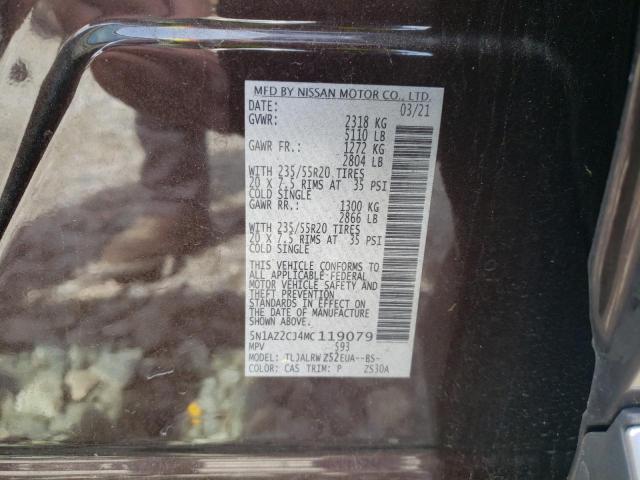 MFD BY NISSAN MOTOR CO., LTD.
DATE: 03/21
GVWR: 2318 KG
5110 LB
GAWR FR.: 1272 KG
2804 LB
WITH 235/55R20 TIRES
20 X 7.5 RIMS AT 35 PSI
COLD SINGLE
GAWR RR.: 1300 KG
2866 LB
WITH 235/55R20 TIRES
20 X 7.5 RIMS AT 35 PSI
COLD SINGLE
THIS VEHICLE CONFORMS TO
ALL APPLICABLE FEDERAL
MOTOR VEHICLE SAFETY AND
THEFT PREVENTION
STANDARDS IN EFFECT ON
THE DATE OF MANUFACTURE
SHOWN ABOVE.
5N1AZ2CJ4MC119079
MPV S93
MODEL: TLJALRWZ52EUA--BS-
COLOR: CAS TRIM: P ZS30A